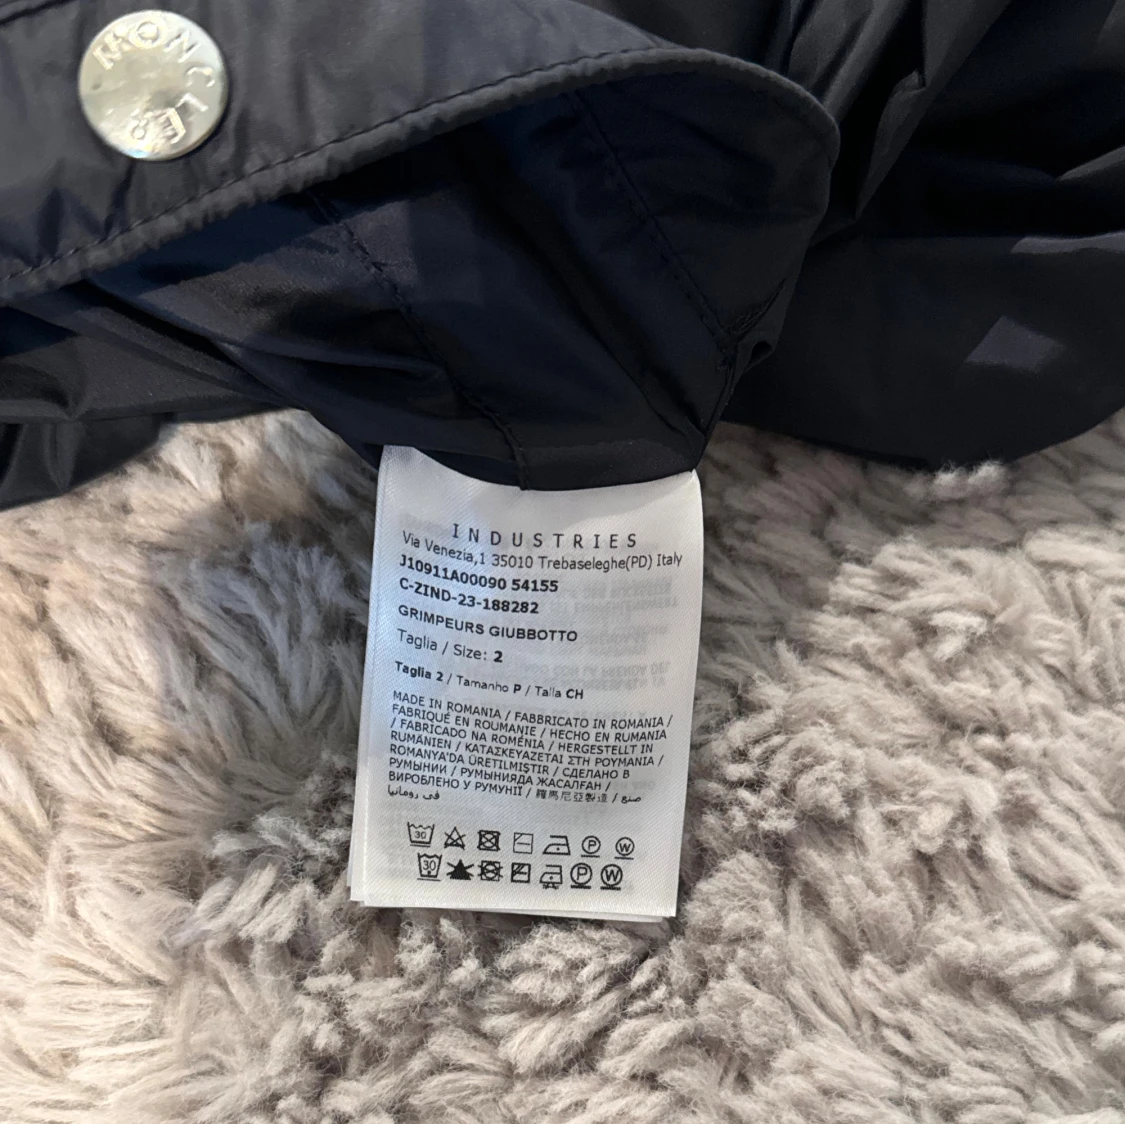 MONCLER
INDUSTRIES
Via Venezia,1 35010 Trebaseleghe(PD) Italy
J10911A00090 54155
C-ZIND-23-188282
GRIMPEURS GIUBBOTTO
Taglia / Size: 2
Taglia 2 / Tamanho P / Talla CH
MADE IN ROMANIA / FABBRICATO IN ROMANIA /
FABRIQUÉ EN ROUMANIE / HECHO EN RUMANIA
/ FABRICADO NA ROMÉNIA / HERGESTELLT IN
RUMÄNIEN / ΚΑΤΑΣΚΕΥΑΖΕΤΑΙ ΣΤΗ ΡΟΥΜΑΝΙΑ /
ROMANYA'DA ÜRETILMIŞTIR / СДЕЛАНО В
РУМЫНИИ / РУМЫНИЯДА ЖАСАЛҒАН /
ВИРОБЛЕНО У РУМУНІЇ / 羅馬尼亞製造 / صنع
في رومانيا
30 P W
30 P W